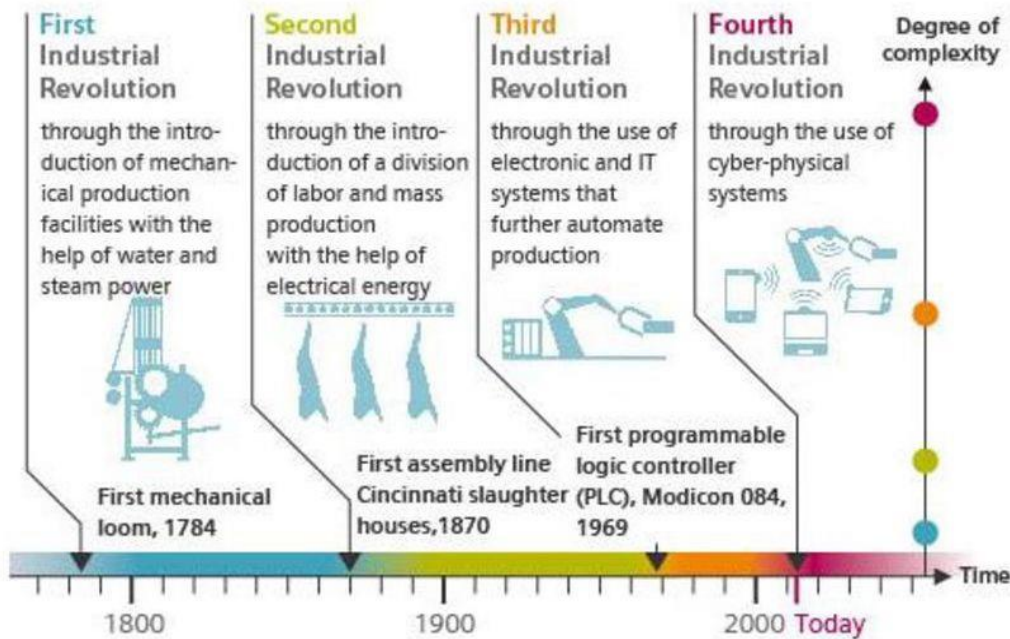 First
Industrial
Revolution
through the intro-
duction of mechan-
ical production
facilities with the
help of water and
steam power
Second
Industrial
Revolution
through the intro-
duction of a division
of labor and mass
production
with the help of
electrical energy
Third
Industrial
Revolution
through the use of
electronic and IT
systems that
further automate
production
Fourth
Industrial
Revolution
through the use of
cyber-physical
systems
Degree of
complexity
First mechanical
loom, 1784
First assembly line
Cincinnati slaughter
houses,1870
First programmable
logic controller
(PLC), Modicon 084,
1969
Time
1800
1900
2000
Today